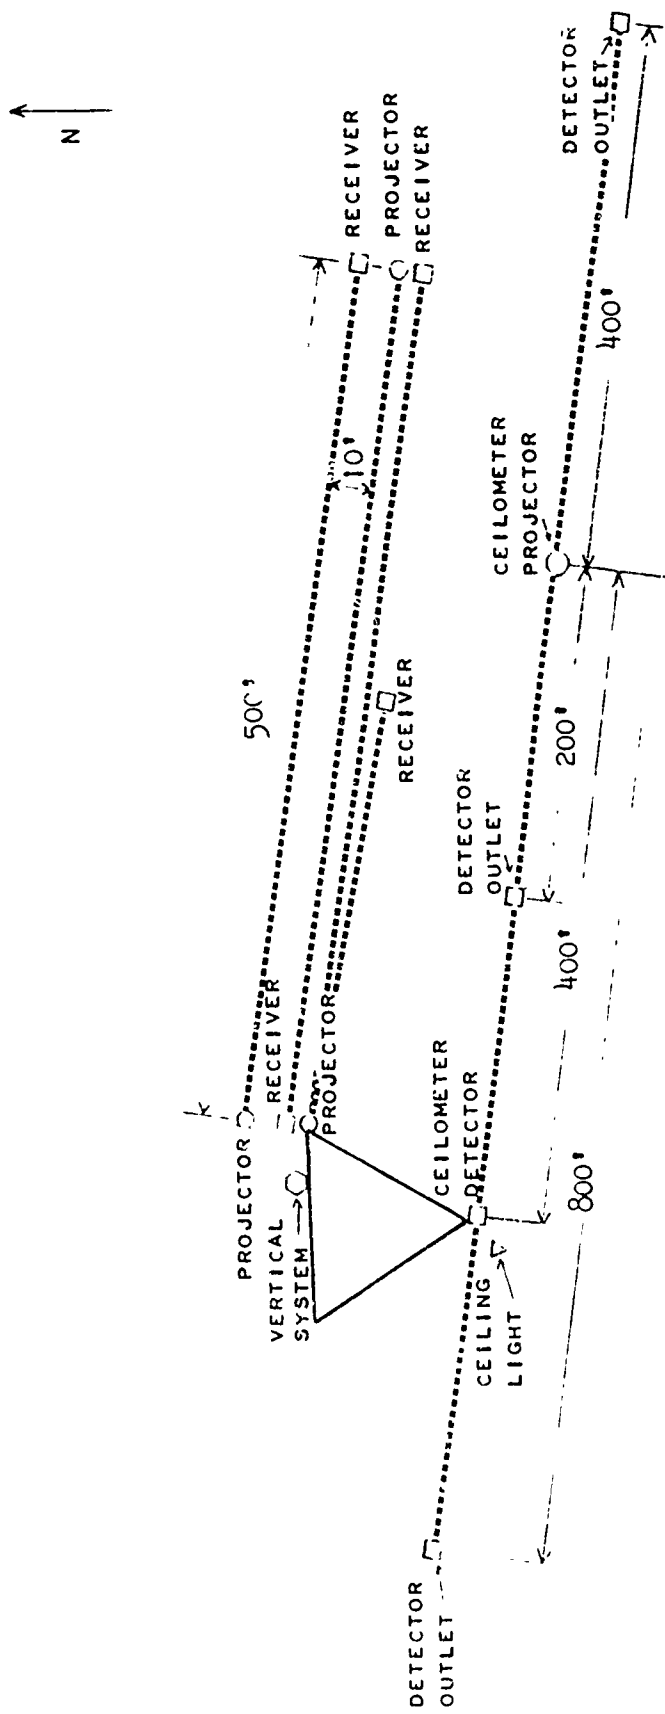 N
DETECTOR
OUTLET
RECEIVER
PROJECTOR
RECEIVER
10'
400'
CEILOMETER
PROJECTOR
500'
RECEIVER
200'
DETECTOR
OUTLET
400'
RECEIVER
PROJECTOR
PROJECTOR
CEILOMETER
DETECTOR
VERTICAL
SYSTEM
800'
CEILING
LIGHT
DETECTOR
OUTLET